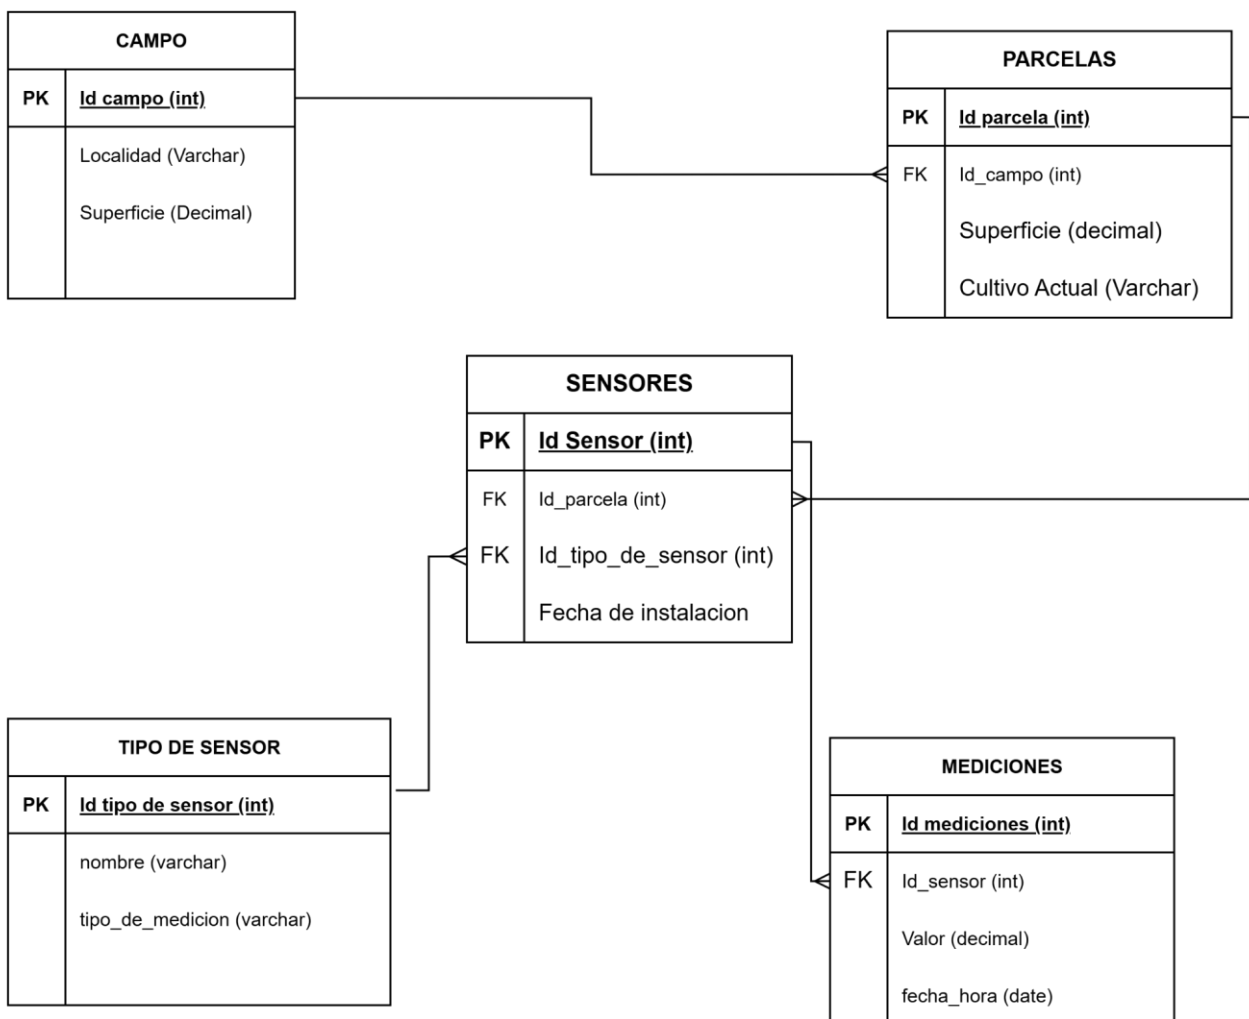 CAMPO
PK Id campo (int)
Localidad (Varchar)
Superficie (Decimal)
PARCELAS
PK Id parcela (int)
FK Id_campo (int)
Superficie (decimal)
Cultivo Actual (Varchar)
SENSORES
PK Id Sensor (int)
FK Id_parcela (int)
FK Id_tipo_de_sensor (int)
Fecha de instalacion
TIPO DE SENSOR
PK Id tipo de sensor (int)
nombre (varchar)
tipo_de_medicion (varchar)
MEDICIONES
PK Id mediciones (int)
FK Id_sensor (int)
Valor (decimal)
fecha_hora (date)